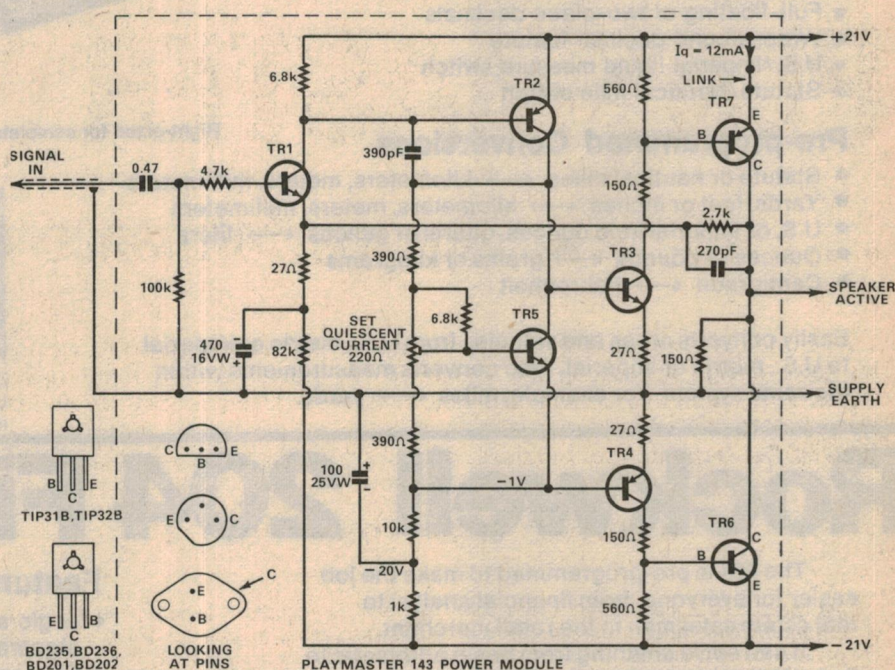 +21V
Iq = 12mA
LINK
TR7
E
B
C
6.8k
TR2
560Ω
SIGNAL
IN
0.47
4.7k
TR1
390pF
150Ω
2.7k
270pF
100k
27Ω
390Ω
TR3
SPEAKER
ACTIVE
SET
QUIESCENT
CURRENT
220Ω
6.8k
TR5
470
16VW
82k
27Ω
150Ω
SUPPLY
EARTH
27Ω
390Ω
TR4
100
25VW
+
−
−1V
B C E
TIP31B,TIP32B
C B E
E C
10k
150Ω
TR6
C
B
E
−20V
1k
560Ω
E C B
BD235,BD236,
BD201,BD202
C
E
B
LOOKING
AT PINS
PLAYMASTER 143 POWER MODULE
−21V